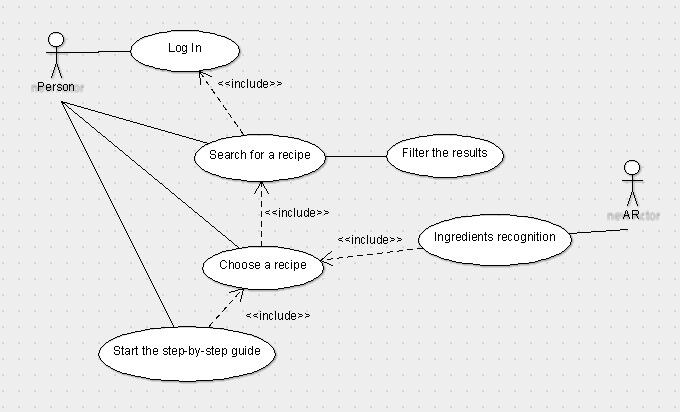 Log In
<<include>>
Person
Search for a recipe
Filter the results
<<include>>
AR
Ingredients recognition
<<include>>
Choose a recipe
<<include>>
Start the step-by-step guide